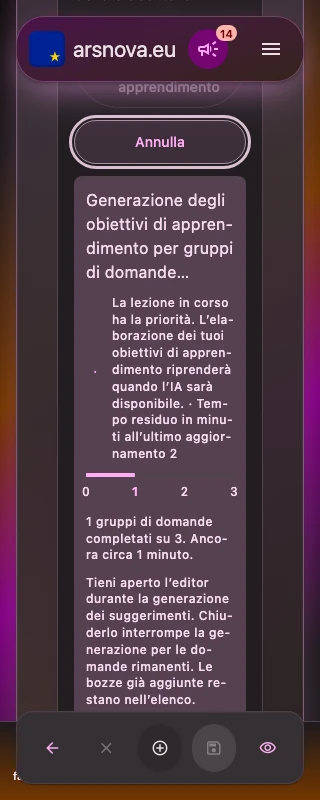 arsnova.eu
14
apprendimento
Annulla
Generazione degli
obiettivi di appren-
dimento per gruppi
di domande…
La lezione in corso
ha la priorità. L’ela-
borazione dei tuoi
obiettivi di appren-
dimento riprenderà
quando l’IA sarà
disponibile. · Tem-
po residuo in minu-
ti all’ultimo aggior-
namento 2
0 1 2 3
1 gruppi di domande
completati su 3. Anco-
ra circa 1 minuto.
Tieni aperto l’editor
durante la generazione
dei suggerimenti. Chiu-
derlo interrompe la ge-
nerazione per le do-
mande rimanenti. Le
bozze già aggiunte re-
stano nell’elenco.